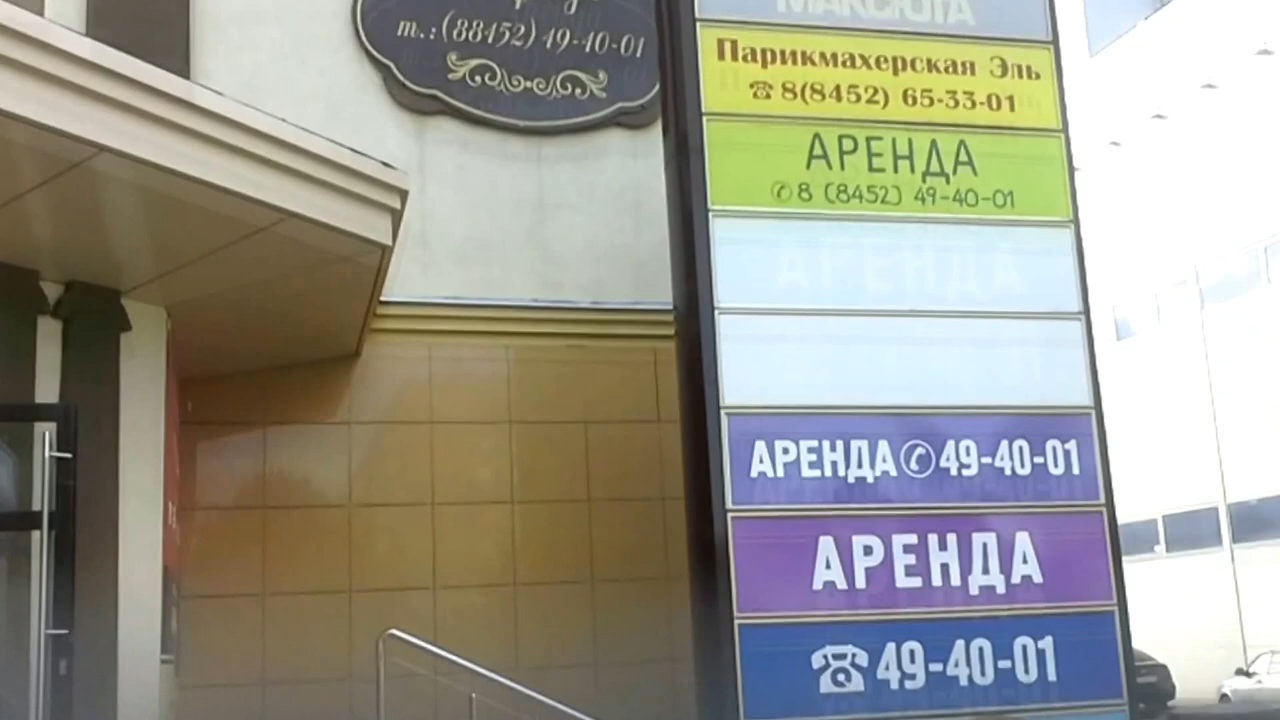 т.: (88452) 49-40-01
Парикмахерская Эль
☎ 8(8452) 65-33-01
АРЕНДА
✆ 8 (8452) 49-40-01
АРЕНДА
АРЕНДА ✆ 49-40-01
АРЕНДА
☎ 49-40-01